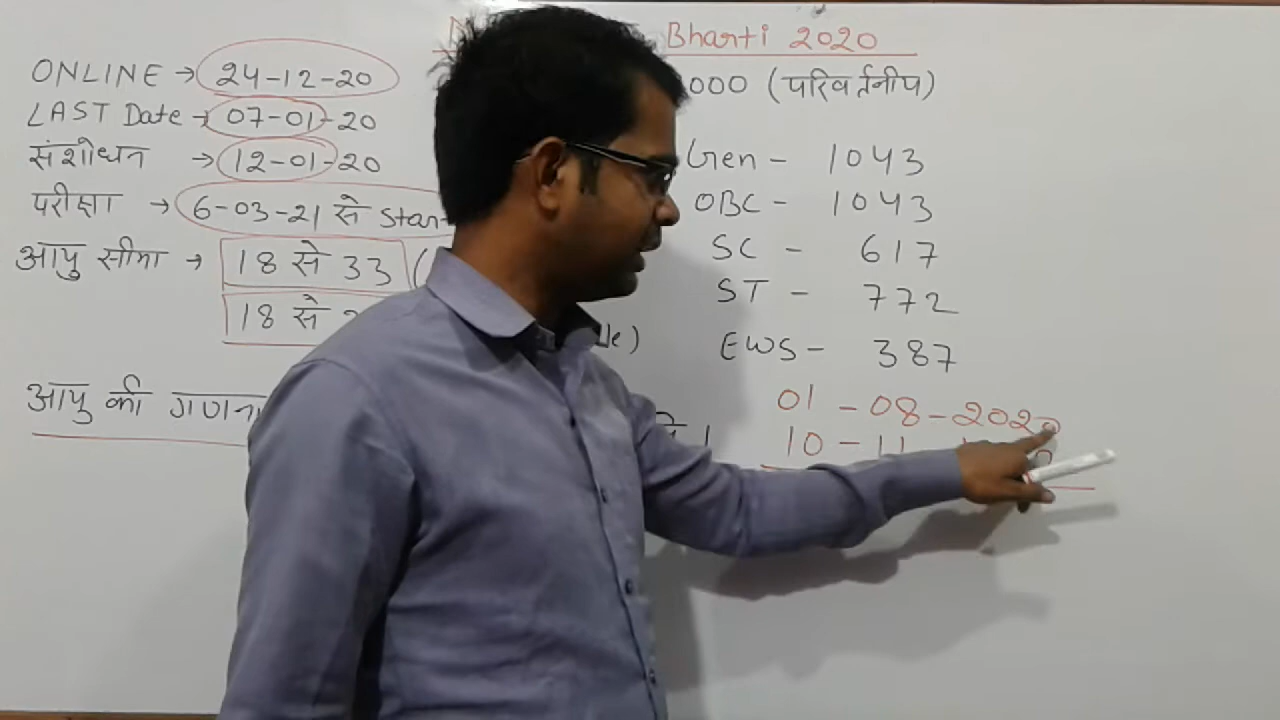 Bharti 2020
ONLINE → 24-12-20
000 (परिवर्तनीय)
LAST Date → 07-01-20
संशोधन → 12-01-20
Gen - 1043
परीक्षा → 6-03-21 से Star
OBC - 1043
आयु सीमा → 18 से 33 (
SC - 617
18 से
ST - 772
le)
EWS - 387
आयु की गणना
01-08-2020
10-11